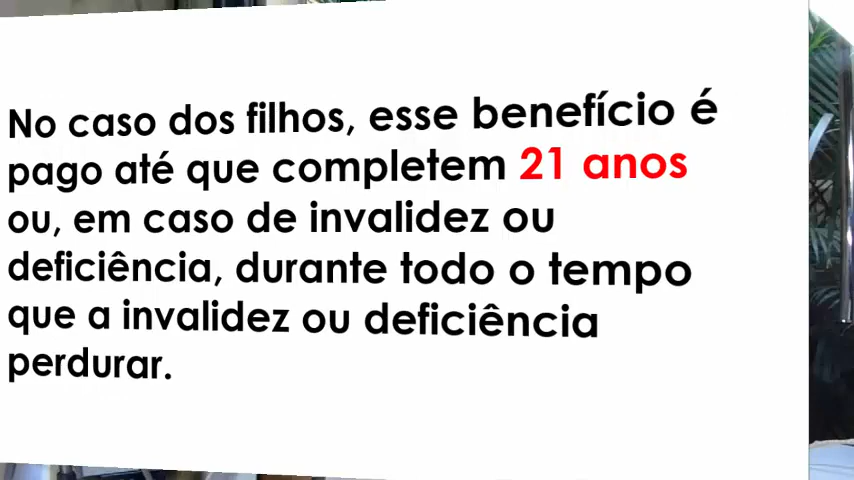 No caso dos filhos, esse benefício é
pago até que completem 21 anos
ou, em caso de invalidez ou
deficiência, durante todo o tempo
que a invalidez ou deficiência
perdurar.